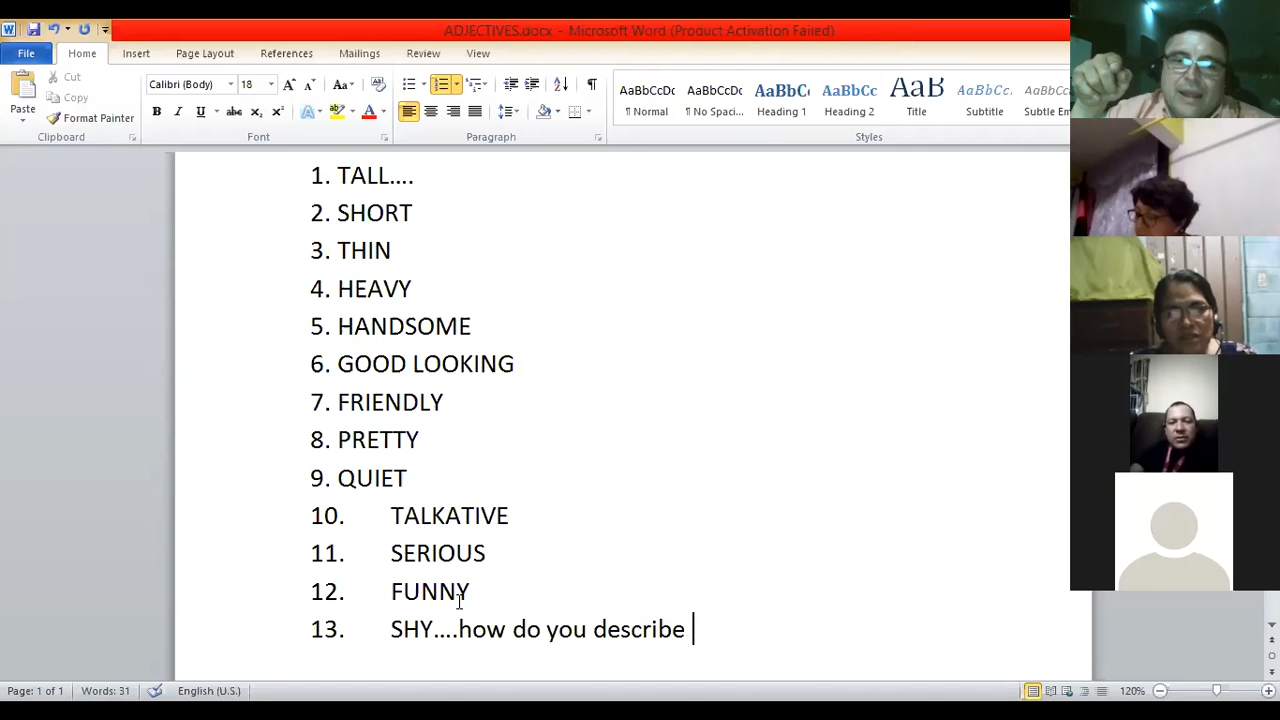 ADJECTIVES.docx - Microsoft Word (Product Activation Failed)
File Home Insert Page Layout References Mailings Review View
Cut
Copy
Format Painter
Paste
Clipboard
Calibri (Body) 18
Font
Paragraph
AaBbCcDc AaBbCcDc AaBbCc AaBbCc AaB AaBbCc. AaBbCcD
¶ Normal ¶ No Spaci... Heading 1 Heading 2 Title Subtitle Subtle Em
Styles
1. TALL....
2. SHORT
3. THIN
4. HEAVY
5. HANDSOME
6. GOOD LOOKING
7. FRIENDLY
8. PRETTY
9. QUIET
10. TALKATIVE
11. SERIOUS
12. FUNNY
13. SHY....how do you describe
Page: 1 of 1 Words: 31 English (U.S.) 120%